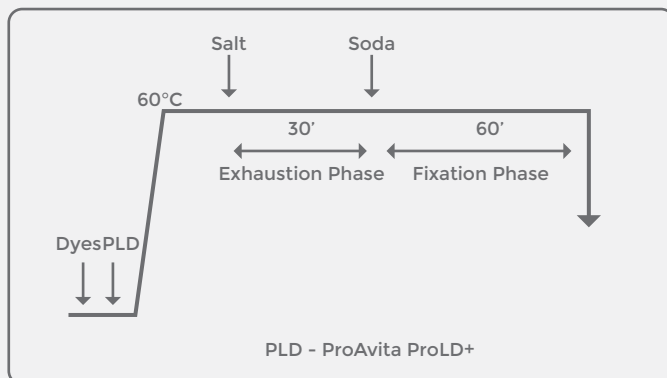 Salt Soda
60°C
30' 60'
Exhaustion Phase Fixation Phase
DyesPLD
PLD - ProAvita ProLD+